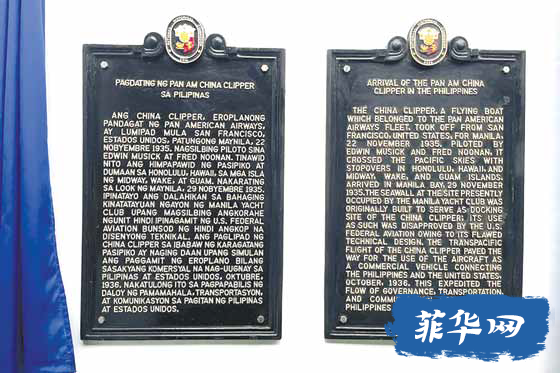 PAGDATING NG PAN AM CHINA CLIPPER
SA PILIPINAS
ANG CHINA CLIPPER, EROPLANONG
PANDAGAT NG PAN AMERICAN AIRWAYS,
AY LUMIPAD MULA SAN FRANCISCO,
ESTADOS UNIDOS, PATUNGONG MAYNILA, 22
NOBYEMBRE 1935. NAGSILBING PILOTO SINA
EDWIN MUSICK AT FRED NOONAN. TINAWID
NITO ANG HIMPAPAWID NG PASIPIKO AT
DUMAAN SA HONOLULU, HAWAII, SA MGA ISLA
NG MIDWAY, WAKE, AT GUAM. NAKARATING
SA LOOK NG MAYNILA, 29 NOBYEMBRE 1935.
IPINATAYO ANG DALAHIKAN SA BAHAGING
KINATATAYUAN NGAYON NG MANILA YACHT
CLUB UPANG MAGSILBING ANGKORAHE
NGUNIT HINDI IPINAGAMIT NG U.S. FEDERAL
AVIATION BUNSOD NG HINDI ANGKOP NA
DISENYONG TEKNIKAL. ANG PAGLIPAD NG
CHINA CLIPPER SA IBABAW NG KARAGATANG
PASIPIKO AY NAGING DAAN UPANG SIMULAN
ANG PAGGAMIT NG EROPLANO BILANG
SASAKYANG KOMERSYAL NA NAG-UUGNAY SA
PILIPINAS AT ESTADOS UNIDOS, OKTUBRE,
1936. NAKATULONG ITO SA PAGPAPABILIS NG
DALOY NG PAMAMAHALA, TRANSPORTASYON,
AT KOMUNIKASYON SA PAGITAN NG PILIPINAS
AT ESTADOS UNIDOS.
ARRIVAL OF THE PAN AM CHINA
CLIPPER IN THE PHILIPPINES
THE CHINA CLIPPER, A FLYING BOAT
WHICH BELONGED TO THE PAN AMERICAN
AIRWAYS FLEET, TOOK OFF FROM SAN
FRANCISCO, UNITED STATES, FOR MANILA,
22 NOVEMBER 1935. PILOTED BY
EDWIN MUSICK AND FRED NOONAN, IT
CROSSED THE PACIFIC SKIES WITH
STOPOVERS IN HONOLULU, HAWAII, AND
MIDWAY, WAKE, AND GUAM ISLANDS.
ARRIVED IN MANILA BAY, 29 NOVEMBER
1935. THE SEAWALL AT THE SITE PRESENTLY
OCCUPIED BY THE MANILA YACHT CLUB WAS
ORIGINALLY BUILT TO SERVE AS DOCKING
SITE OF THE CHINA CLIPPER; ITS USE
AS SUCH WAS DISAPPROVED BY THE U.S.
FEDERAL AVIATION OWING TO ITS FLAWED
TECHNICAL DESIGN. THE TRANSPACIFIC
FLIGHT OF THE CHINA CLIPPER PAVED THE
WAY FOR THE USE OF THE AIRCRAFT AS
A COMMERCIAL VEHICLE CONNECTING
THE PHILIPPINES AND THE UNITED STATES,
OCTOBER, 1936. THIS EXPEDITED THE
FLOW OF GOVERNANCE, TRANSPORTATION,
AND
PHILIPPINES
菲华网